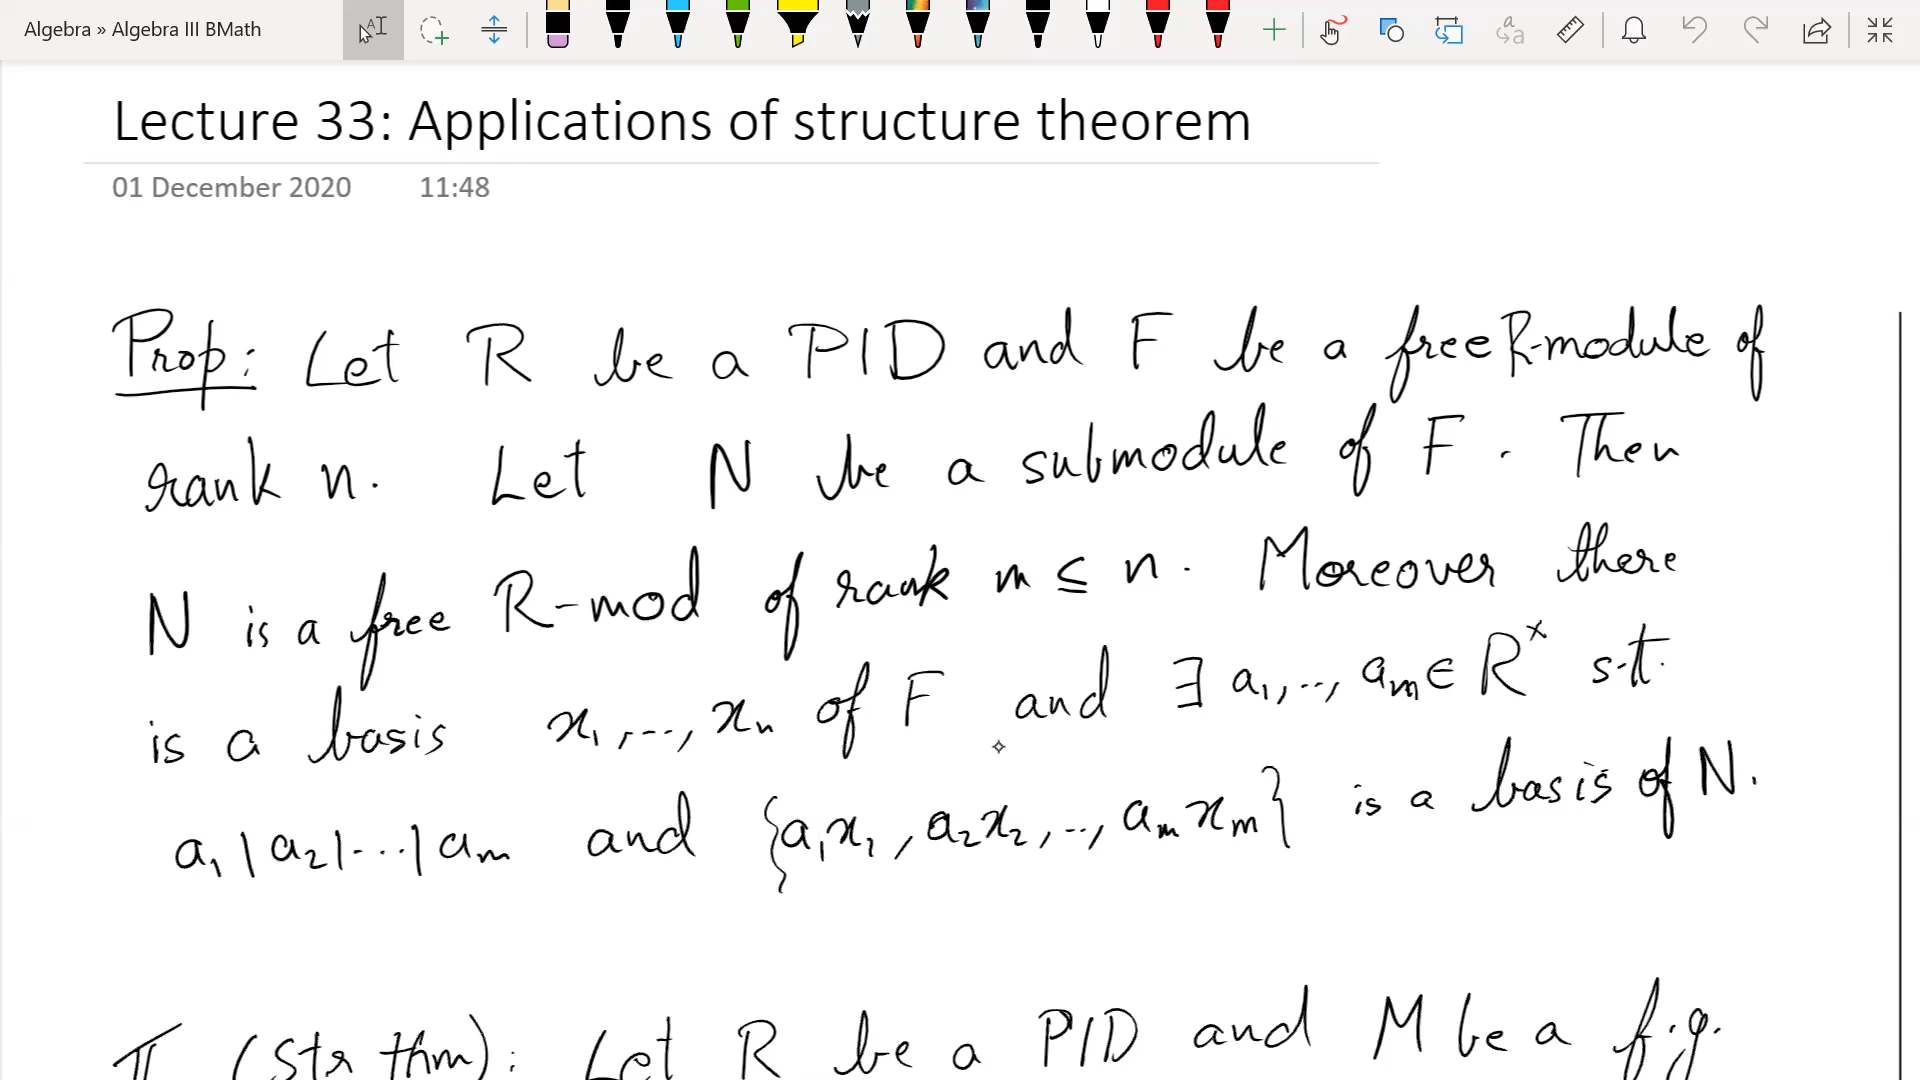 Algebra » Algebra III BMath
Lecture 33: Applications of structure theorem
01 December 2020 11:48
Prop: Let R be a PID and F be a free R-module of
rank n. Let N be a submodule of F. Then
N is a free R-mod of rank m ≤ n. Moreover there
is a basis x₁,...,xₙ of F and ∃ a₁,..,aₘ ∈ Rˣ s.t.
a₁|a₂|...|aₘ and {a₁x₁, a₂x₂,..,aₘxₘ} is a basis of N.
(Str thm): Let R be a PID and M be a f.g.